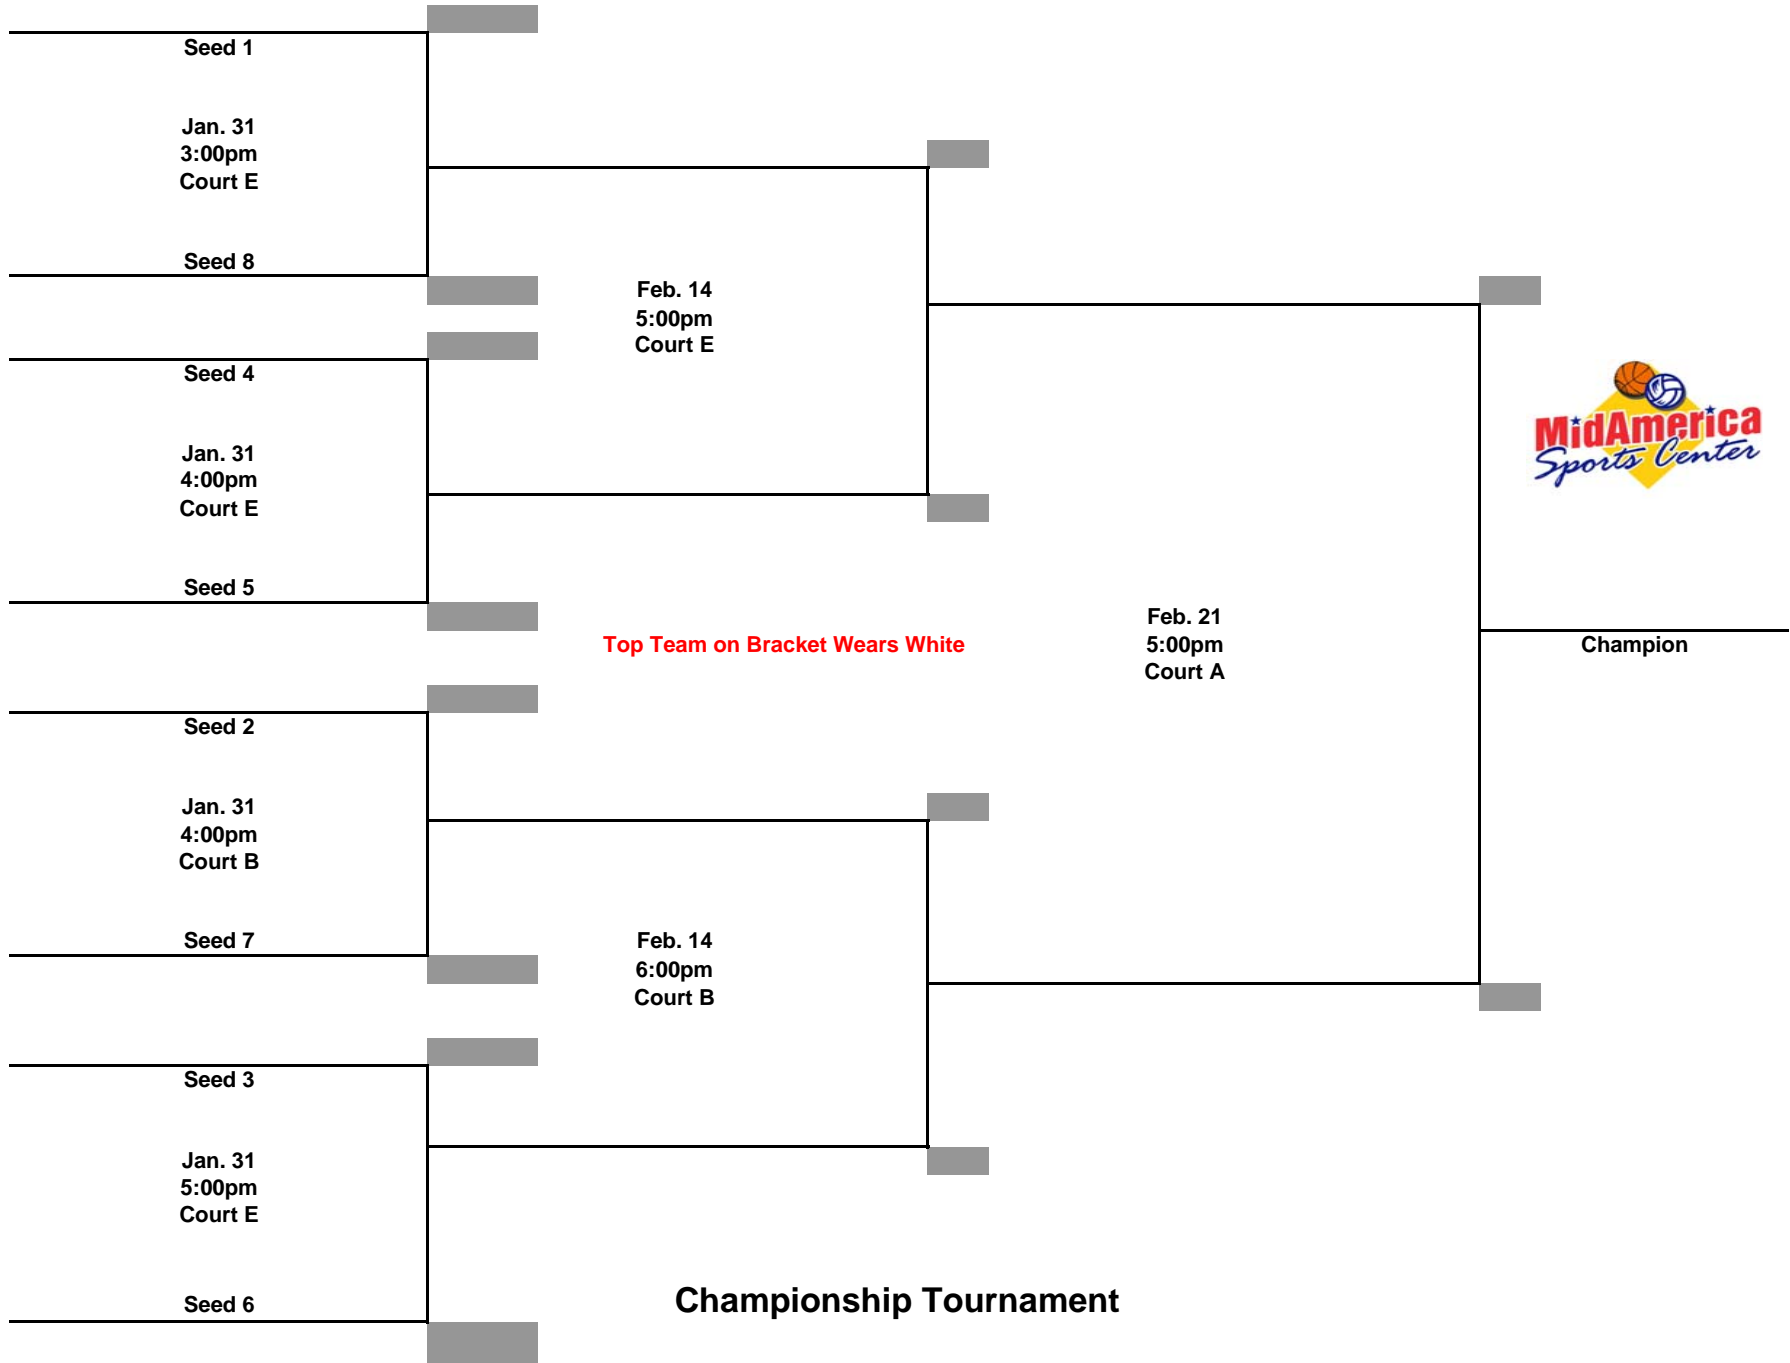 Seed 1
Jan. 31
3:00pm
Court E
Seed 8
Feb. 14
5:00pm
Court E
Seed 4
Jan. 31
4:00pm
Court E
Seed 5
MidAmerica
Sports Center
Top Team on Bracket Wears White
Feb. 21
5:00pm
Court A
Champion
Seed 2
Jan. 31
4:00pm
Court B
Seed 7
Feb. 14
6:00pm
Court B
Seed 3
Jan. 31
5:00pm
Court E
Seed 6
Championship Tournament